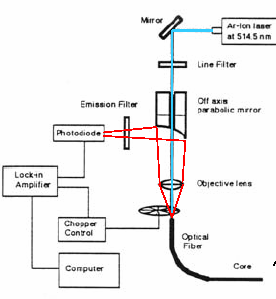 Mirror
Ar-Ion laser
at 514.5 nm
Line Filter
Emission Filter
Off axis
parabolic mirror
Photodiode
Lock-in
Amplifier
Objective lens
Chopper
Control
Optical
Fiber
Computer
Core